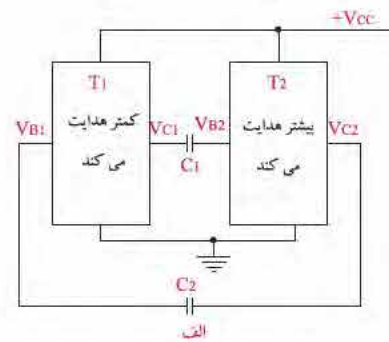 +VCC
T1
T2
کمتر هدایت
می کند
بیشتر هدایت
می کند
VB1
VC1
VB2
VC2
C1
C2
الف